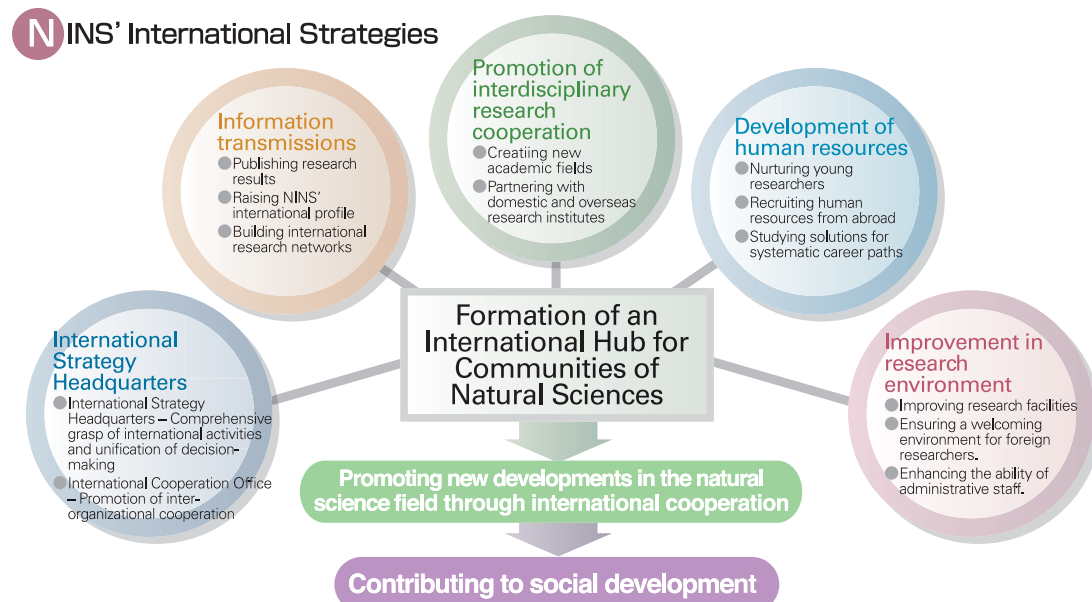 NINS' International Strategies
Information
transmissions
Publishing research
results
Raising NINS'
international profile
Building international
research networks
Promotion of
interdisciplinary
research
cooperation
Creatiing new
academic fields
Partnering with
domestic and overseas
research institutes
Development of
human resources
Nurturing young
researchers
Recruiting human
resources from abroad
Studying solutions for
systematic career paths
International
Strategy
Headquarters
International Strategy
Headquarters – Comprehensive
grasp of international activities
and unification of decision-
making
International Cooperation Office
– Promotion of inter-
organizational cooperation
Formation of an
International Hub for
Communities of
Natural Sciences
Improvement in
research
environment
Improving research facilities
Ensuring a welcoming
environment for foreign
researchers.
Enhancing the ability of
administrative staff.
Promoting new developments in the natural
science field through international cooperation
Contributing to social development